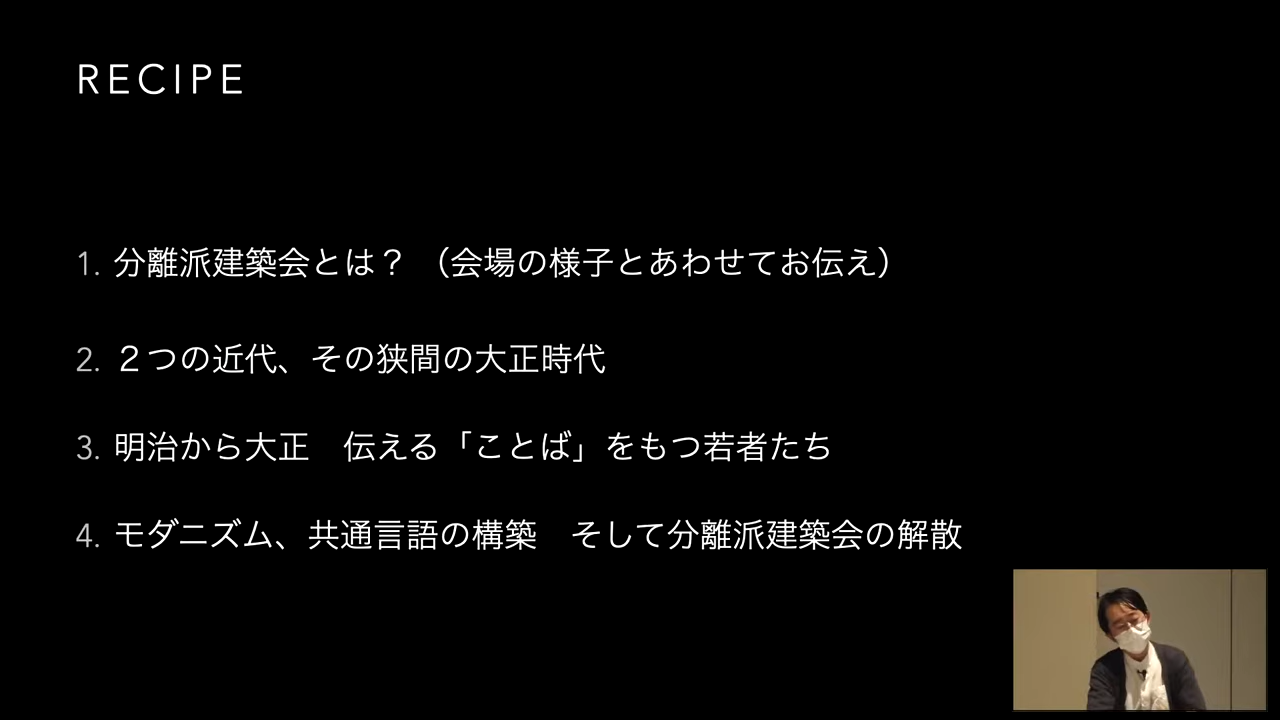 RECIPE
1. 分離派建築会とは？ （会場の様子とあわせてお伝え）
2. ２つの近代、その狭間の大正時代
3. 明治から大正　伝える「ことば」をもつ若者たち
4. モダニズム、共通言語の構築　そして分離派建築会の解散